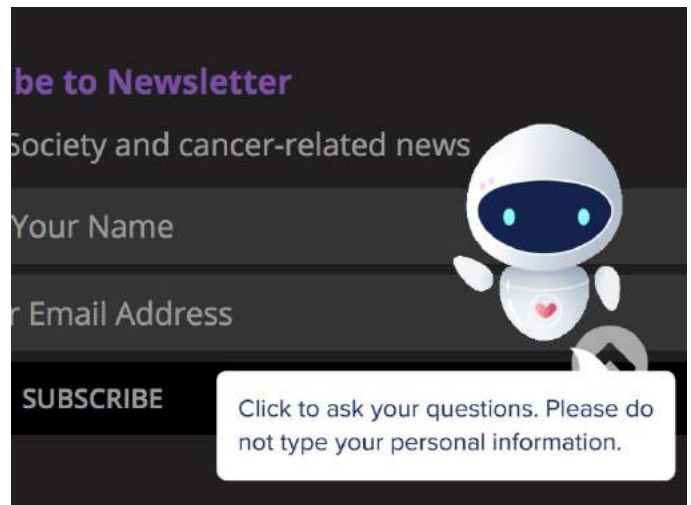 be to Newsletter
Society and cancer-related news
Your Name
r Email Address
SUBSCRIBE
Click to ask your questions. Please do
not type your personal information.